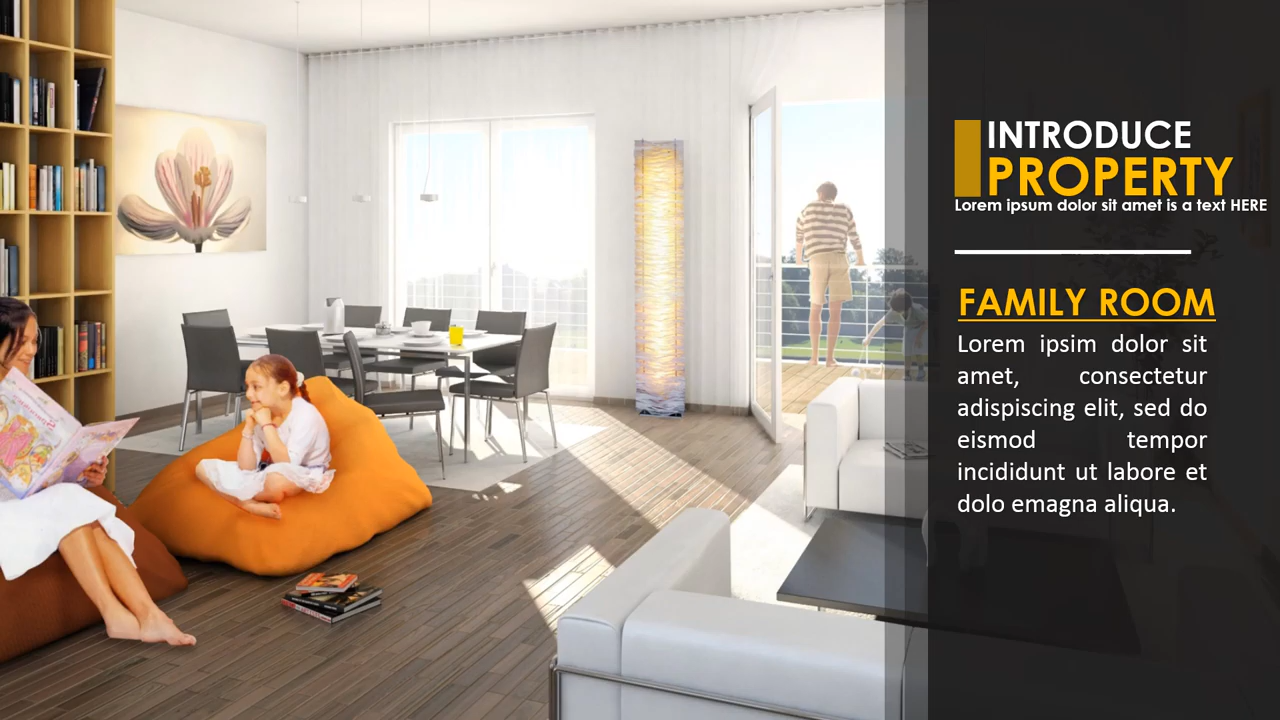 INTRODUCE
PROPERTY
Lorem ipsum dolor sit amet is a text HERE
FAMILY ROOM
Lorem ipsim dolor sit
amet, consectetur
adispiscing elit, sed do
eismod tempor
incididunt ut labore et
dolo emagna aliqua.